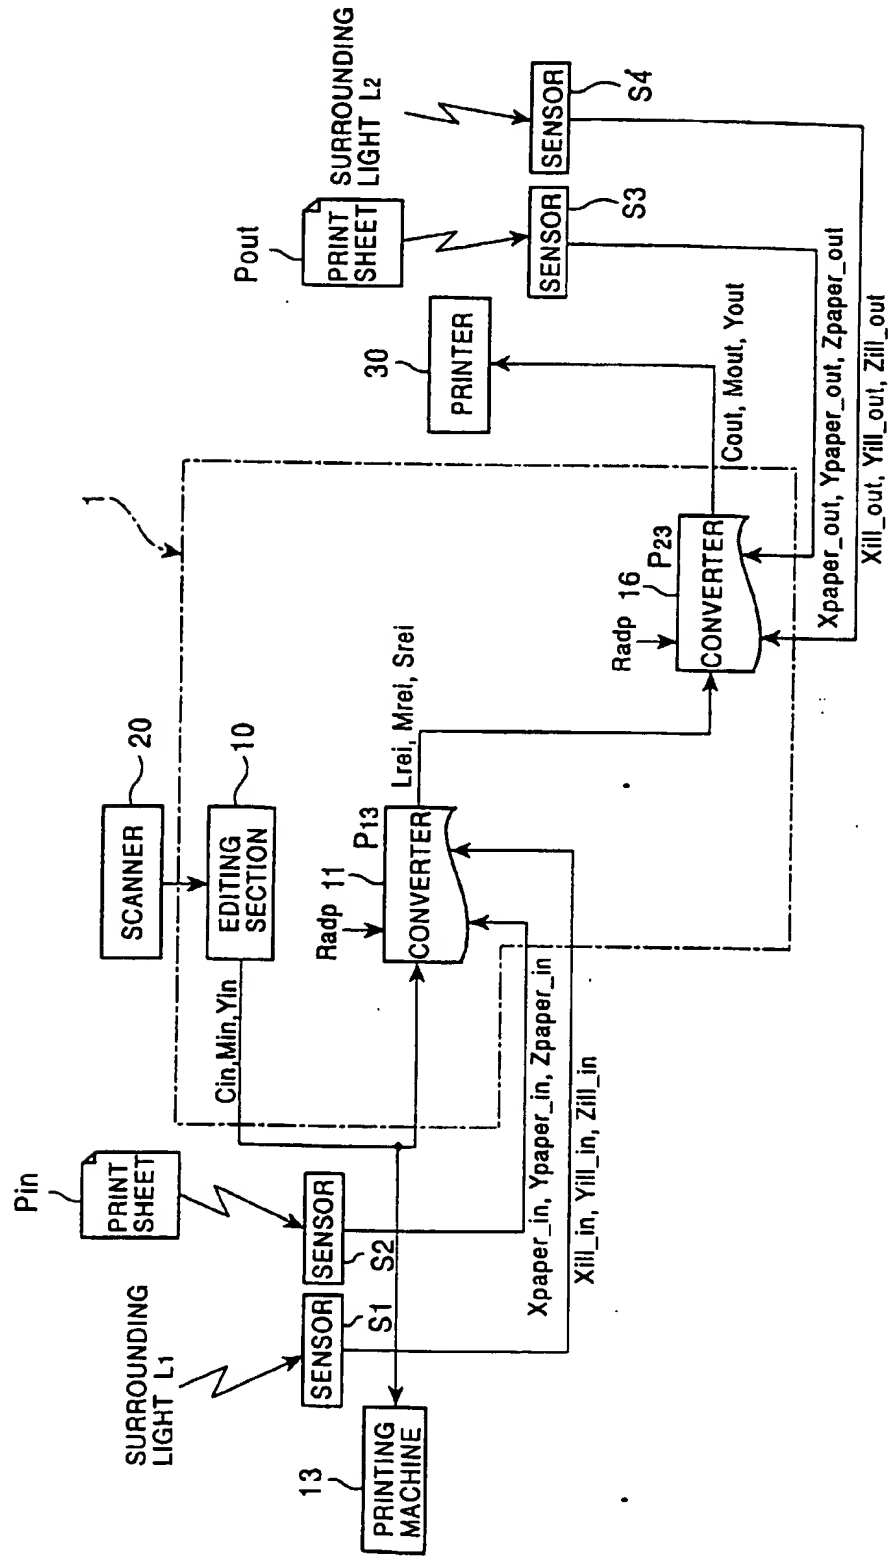 1
SCANNER
20
EDITING
SECTION
10
Cin,Min,Yin
Pin
PRINT
SHEET
SURROUNDING
LIGHT L1
SENSOR
S1
SENSOR
S2
PRINTING
MACHINE
13
Radp
11
P13
CONVERTER
Lrei, Mrei, Srei
Xpaper_in, Ypaper_in, Zpaper_in
Xill_in, Yill_in, Zill_in
Radp
16
P23
CONVERTER
Cout, Mout, Yout
30
PRINTER
Pout
PRINT
SHEET
SURROUNDING
LIGHT L2
SENSOR
S3
SENSOR
S4
Xpaper_out, Ypaper_out, Zpaper_out
Xill_out, Yill_out, Zill_out